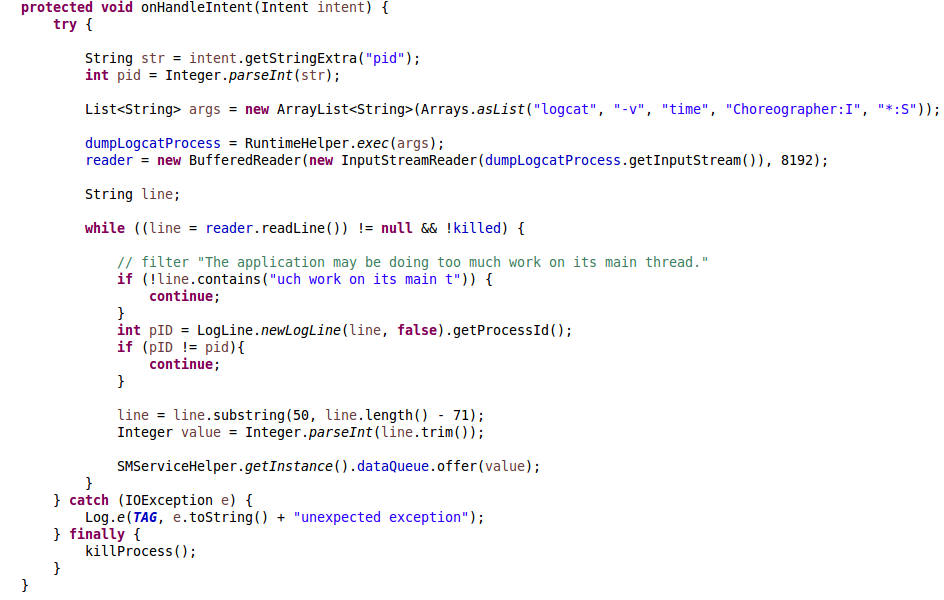 protected void onHandleIntent(Intent intent) {
try {
String str = intent.getStringExtra("pid");
int pid = Integer.parseInt(str);
List<String> args = new ArrayList<String>(Arrays.asList("logcat", "-v", "time", "Choreographer:I", "*:S"));
dumpLogcatProcess = RuntimeHelper.exec(args);
reader = new BufferedReader(new InputStreamReader(dumpLogcatProcess.getInputStream()), 8192);
String line;
while ((line = reader.readLine()) != null && !killed) {
// filter "The application may be doing too much work on its main thread."
if (!line.contains("uch work on its main t")) {
continue;
}
int pID = LogLine.newLogLine(line, false).getProcessId();
if (pID != pid){
continue;
}
line = line.substring(50, line.length() - 71);
Integer value = Integer.parseInt(line.trim());
SMServiceHelper.getInstance().dataQueue.offer(value);
}
} catch (IOException e) {
Log.e(TAG, e.toString() + "unexpected exception");
} finally {
killProcess();
}
}